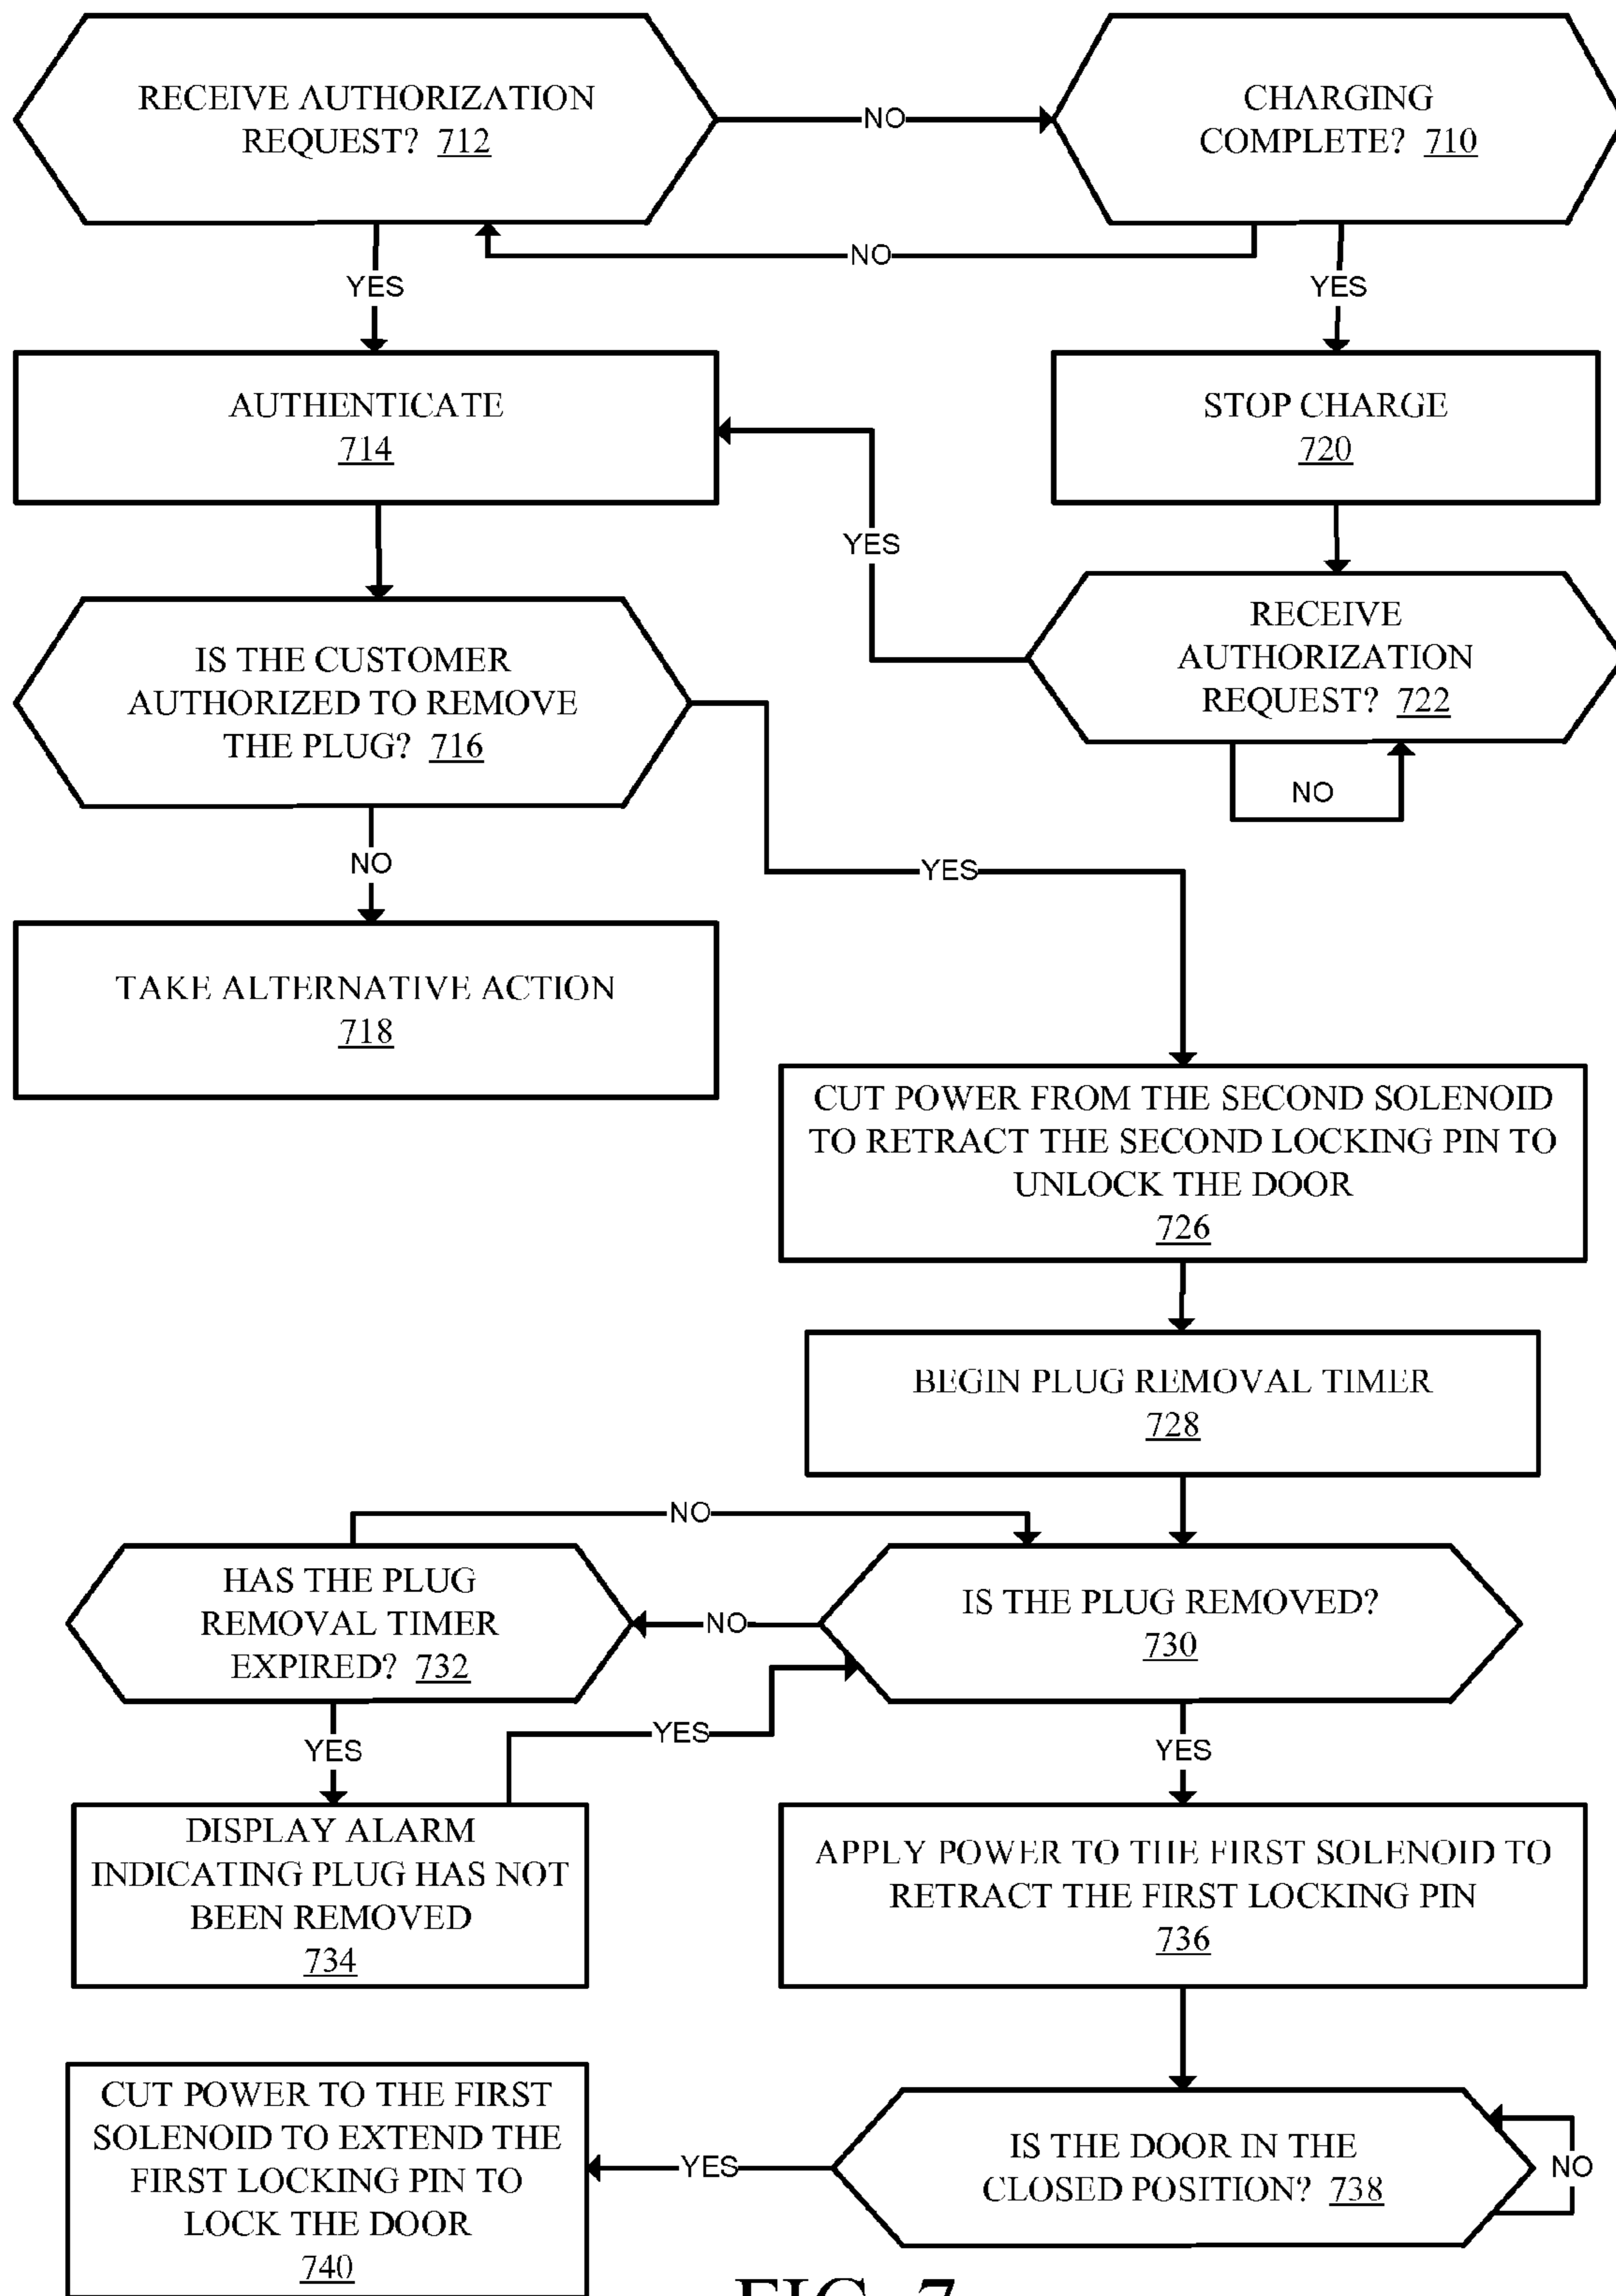 RECEIVE AUTHORIZATION
REQUEST? 712
NO
CHARGING
COMPLETE? 710
NO
YES
YES
AUTHENTICATE
714
STOP CHARGE
720
YES
RECEIVE
AUTHORIZATION
REQUEST? 722
NO
IS THE CUSTOMER
AUTHORIZED TO REMOVE
THE PLUG? 716
NO
YES
TAKE ALTERNATIVE ACTION
718
CUT POWER FROM THE SECOND SOLENOID
TO RETRACT THE SECOND LOCKING PIN TO
UNLOCK THE DOOR
726
BEGIN PLUG REMOVAL TIMER
728
NO
HAS THE PLUG
REMOVAL TIMER
EXPIRED? 732
NO
IS THE PLUG REMOVED?
730
YES
YES
YES
DISPLAY ALARM
INDICATING PLUG HAS NOT
BEEN REMOVED
734
APPLY POWER TO THE FIRST SOLENOID TO
RETRACT THE FIRST LOCKING PIN
736
CUT POWER TO THE FIRST
SOLENOID TO EXTEND THE
FIRST LOCKING PIN TO
LOCK THE DOOR
740
YES
IS THE DOOR IN THE
CLOSED POSITION? 738
NO
FIG. 7